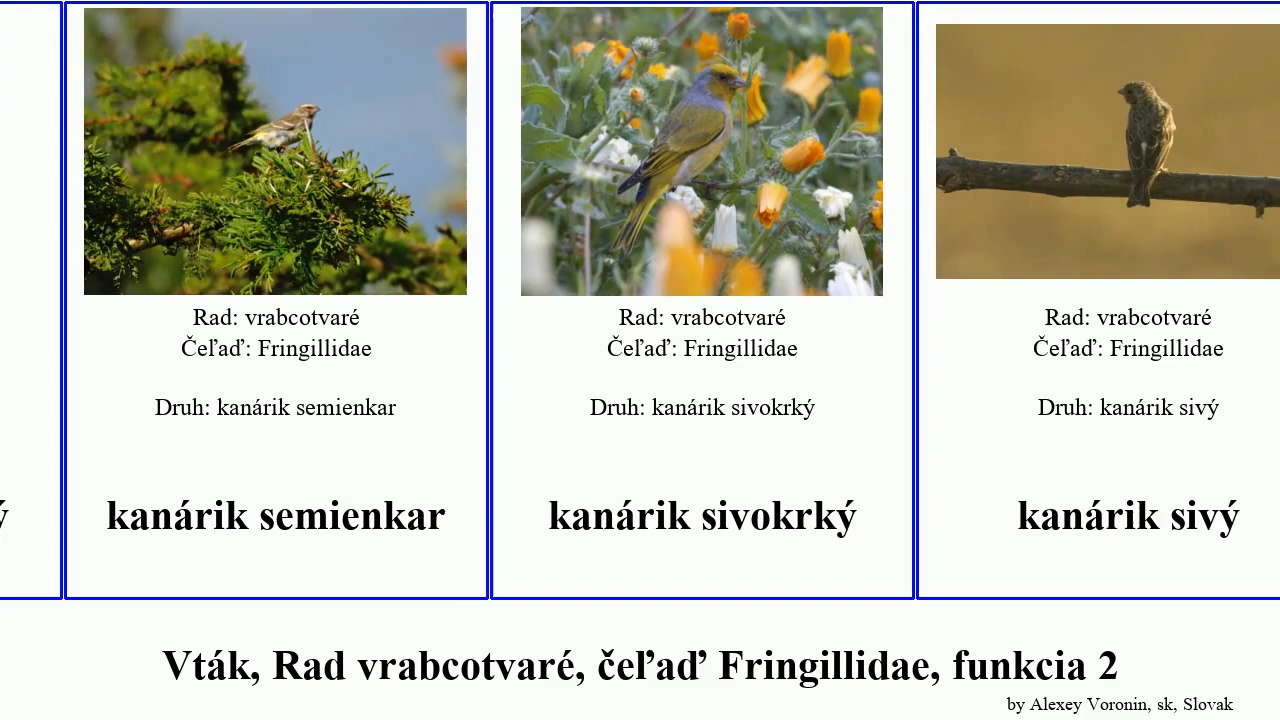 Rad: vrabcotvaré
Čeľaď: Fringillidae
Druh: kanárik semienkar
kanárik semienkar
Rad: vrabcotvaré
Čeľaď: Fringillidae
Druh: kanárik sivokrký
kanárik sivokrký
Rad: vrabcotvaré
Čeľaď: Fringillidae
Druh: kanárik sivý
kanárik sivý
Vták, Rad vrabcotvaré, čeľaď Fringillidae, funkcia 2
by Alexey Voronin, sk, Slovak